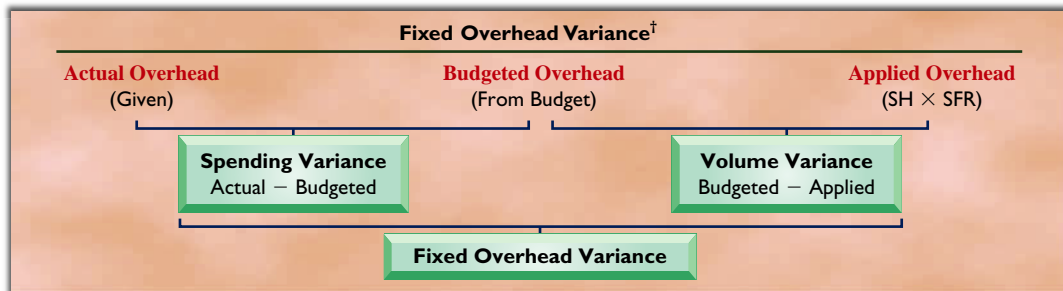 Fixed Overhead Variance†
Actual Overhead Budgeted Overhead Applied Overhead
(Given) (From Budget) (SH × SFR)
Spending Variance Volume Variance
Actual − Budgeted Budgeted − Applied
Fixed Overhead Variance